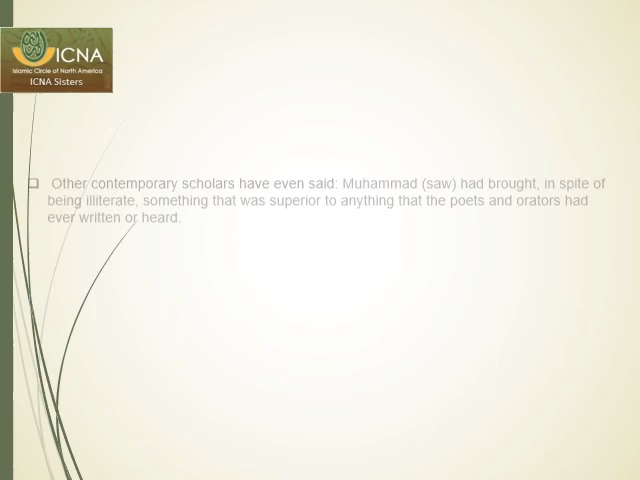 ICNA
Islamic Circle of North America
ICNA Sisters
Other contemporary scholars have even said: Muhammad (saw) had brought, in spite of
being illiterate, something that was superior to anything that the poets and orators had
ever written or heard.